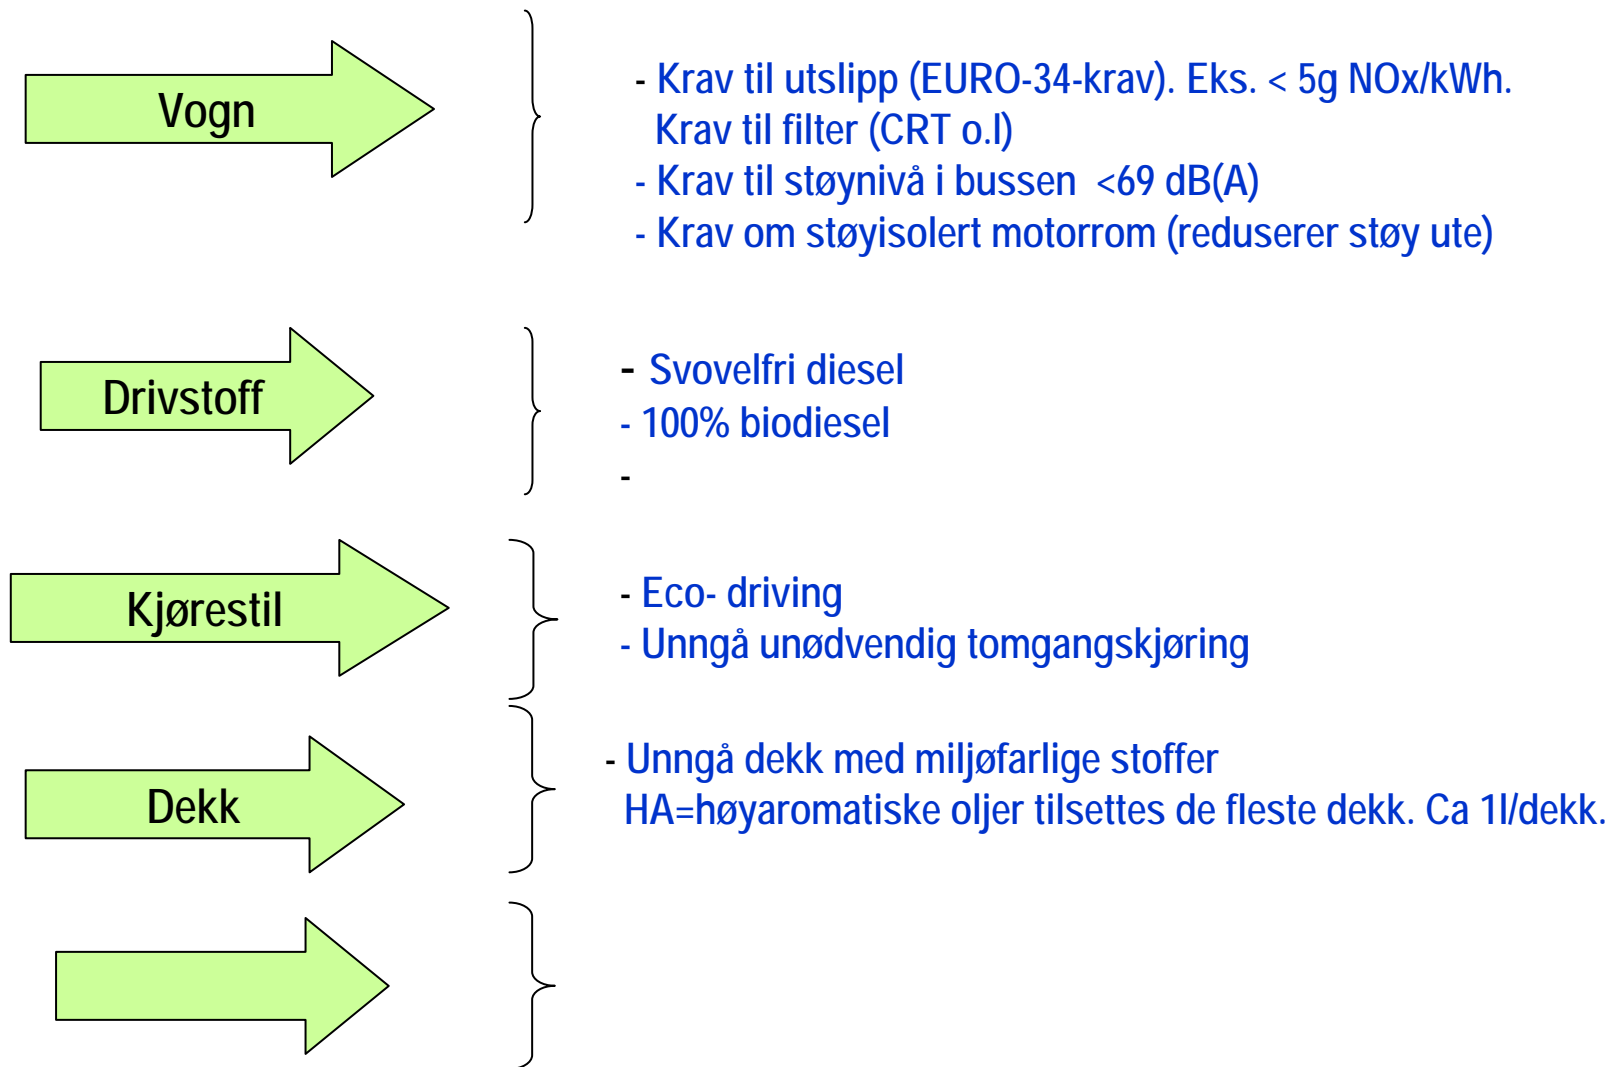 Vogn
- Krav til utslipp (EURO-34-krav). Eks. < 5g NOx/kWh.
Krav til filter (CRT o.l)
- Krav til støynivå i bussen <69 dB(A)
- Krav om støyisolert motorrom (reduserer støy ute)
Drivstoff
- Svovelfri diesel
- 100% biodiesel
-
Kjørestil
- Eco- driving
- Unngå unødvendig tomgangskjøring
Dekk
- Unngå dekk med miljøfarlige stoffer
HA=høyaromatiske oljer tilsettes de fleste dekk. Ca 1l/dekk.